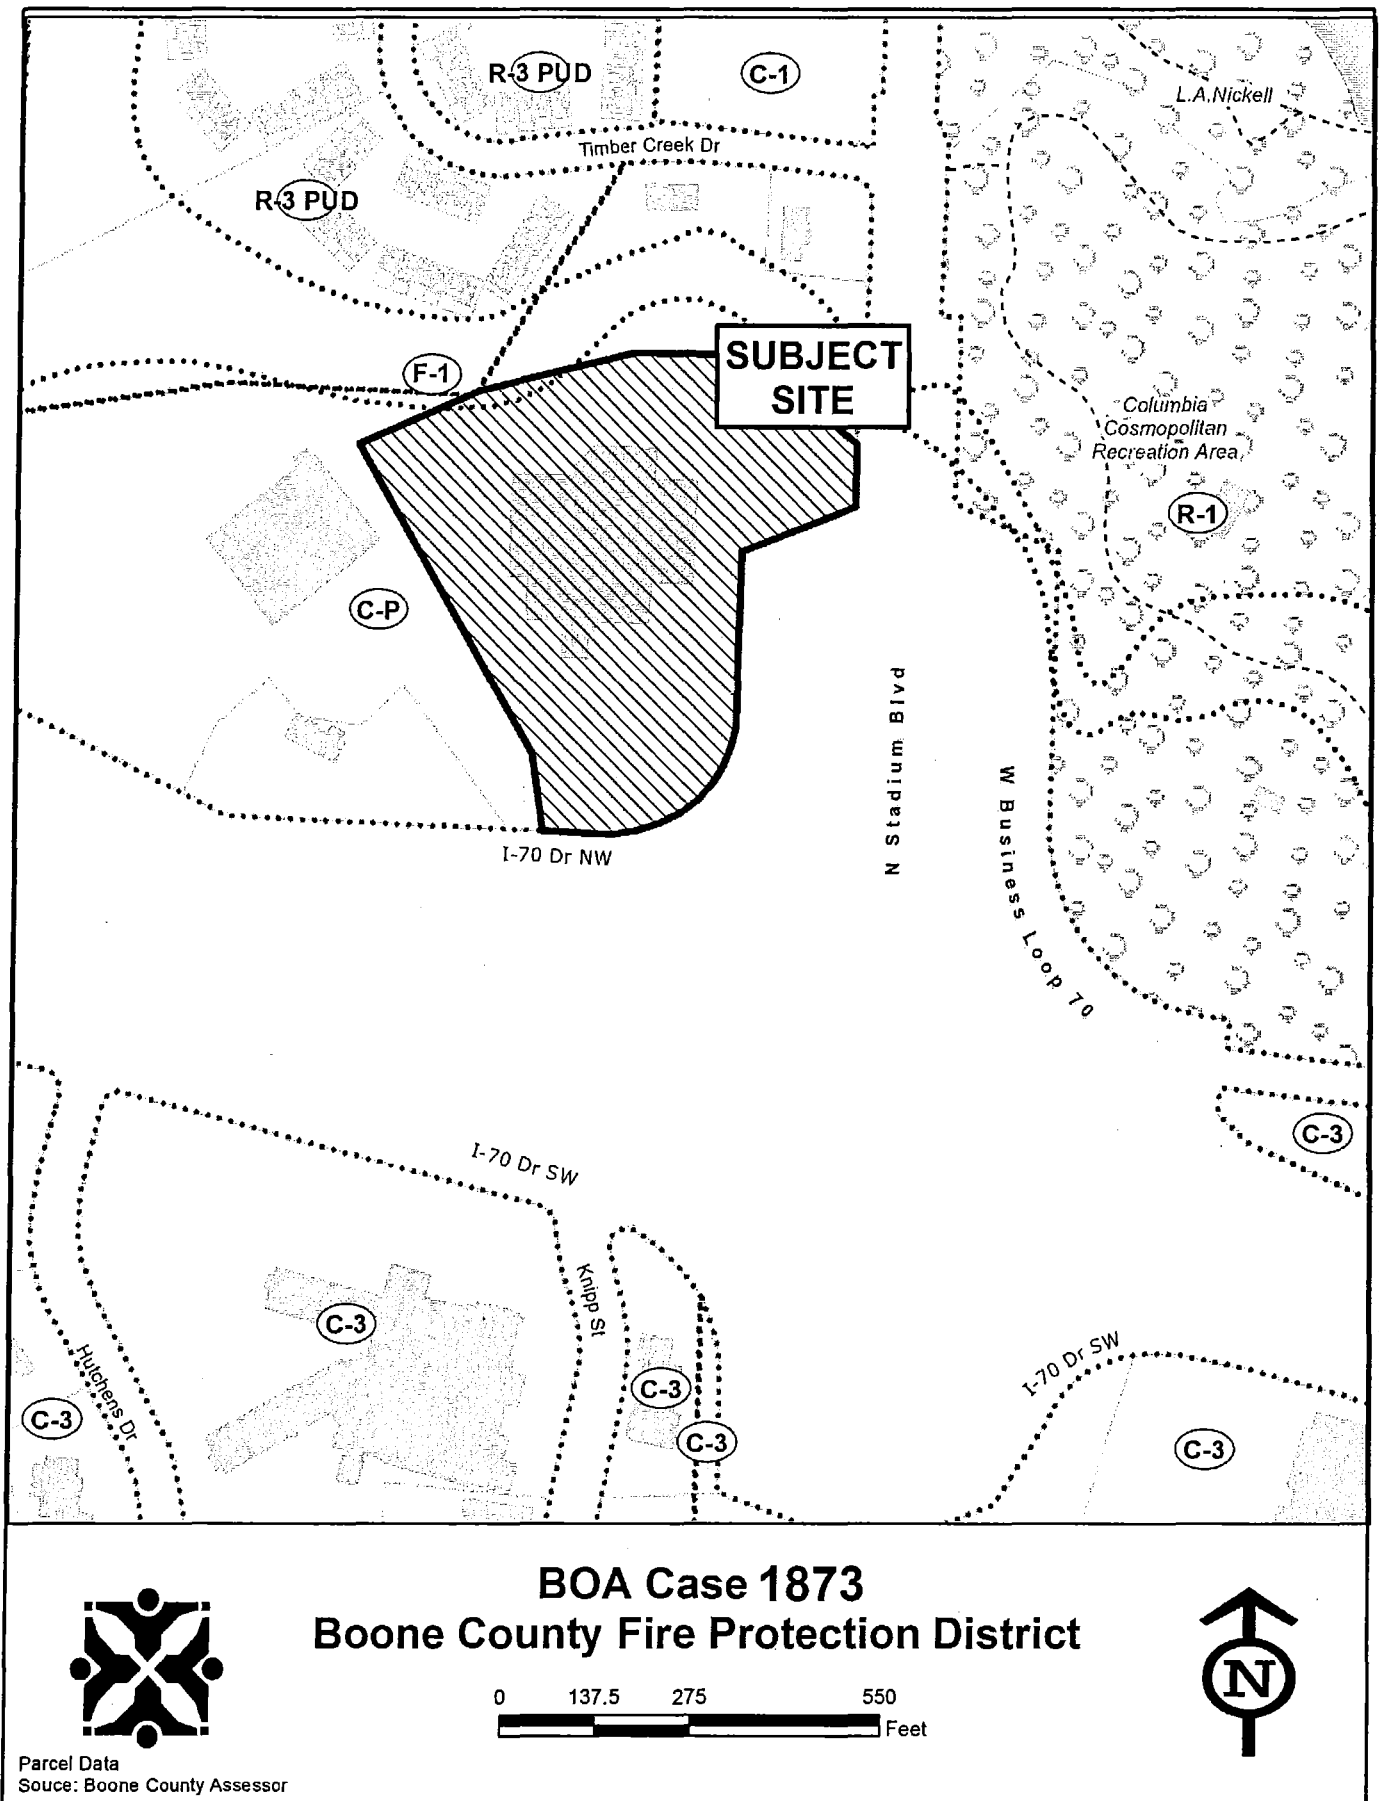 R-3 PUD
C-1
L.A.Nickell
Timber Creek Dr
R-3 PUD
SUBJECT
SITE
F-1
Columbia
Cosmopolitan
Recreation Area
R-1
C-P
N Stadium Blvd
W Business Loop 70
I-70 Dr NW
C-3
I-70 Dr SW
Knipp St
C-3
Hutchens Dr
I-70 Dr SW
C-3
C-3
C-3
C-3
BOA Case 1873
Boone County Fire Protection District
0 137.5 275 550
Feet
N
Parcel Data
Souce: Boone County Assessor